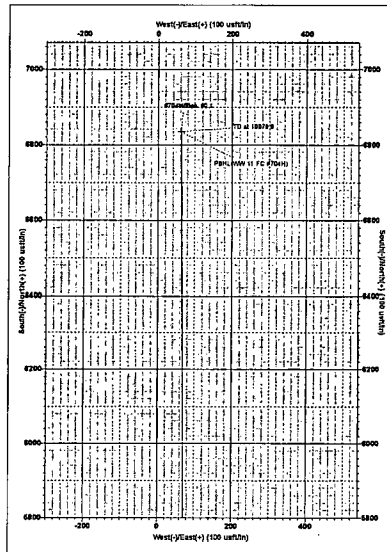 West(-)/East(+) (100 usft/in)
-200 0 200 400
7000 7000
TD at
6800 6800
PBHL
6600 6600
South(-)/North(+) (100 usft/in)
South(-)/North(+) (100 usft/in)
6400 6400
6200 6200
6000 6000
5800
-200 0 200 400
West(-)/East(+) (100 usft/in)